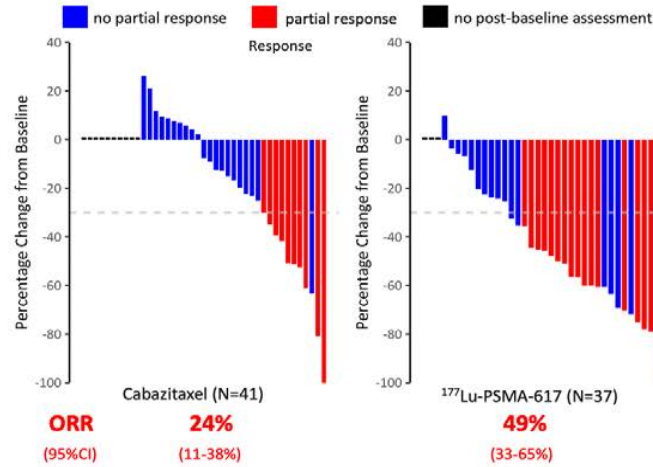 no partial response partial response no post-baseline assessment
Response
Percentage Change from Baseline
40
20
0
-20
-40
-60
-80
-100
Cabazitaxel (N=41)
Percentage Change from Baseline
40
20
0
-20
-40
-60
-80
-100
¹⁷⁷Lu-PSMA-617 (N=37)
ORR 24% 49%
(95%CI) (11-38%) (33-65%)